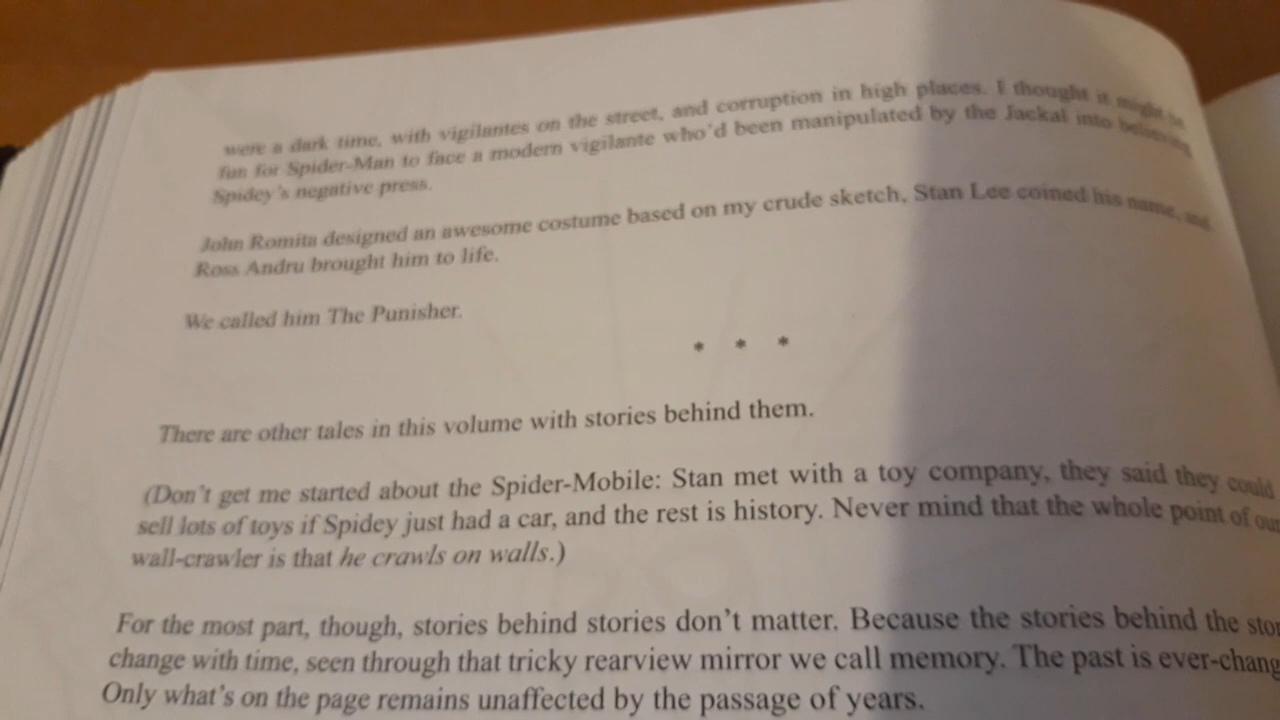 were a dark time, with vigilantes on the street, and corruption in high places. I thought it might be
fun for Spider-Man to face a modern vigilante who'd been manipulated by the Jackal into believing
Spidey's negative press.
John Romita designed an awesome costume based on my crude sketch, Stan Lee coined his name, and
Ross Andru brought him to life.
We called him The Punisher.
* * *
There are other tales in this volume with stories behind them.
(Don't get me started about the Spider-Mobile: Stan met with a toy company, they said they could
sell lots of toys if Spidey just had a car, and the rest is history. Never mind that the whole point of
wall-crawler is that he crawls on walls.)
For the most part, though, stories behind stories don't matter. Because the stories behind the
change with time, seen through that tricky rearview mirror we call memory. The past is
Only what's on the page remains unaffected by the passage of years.